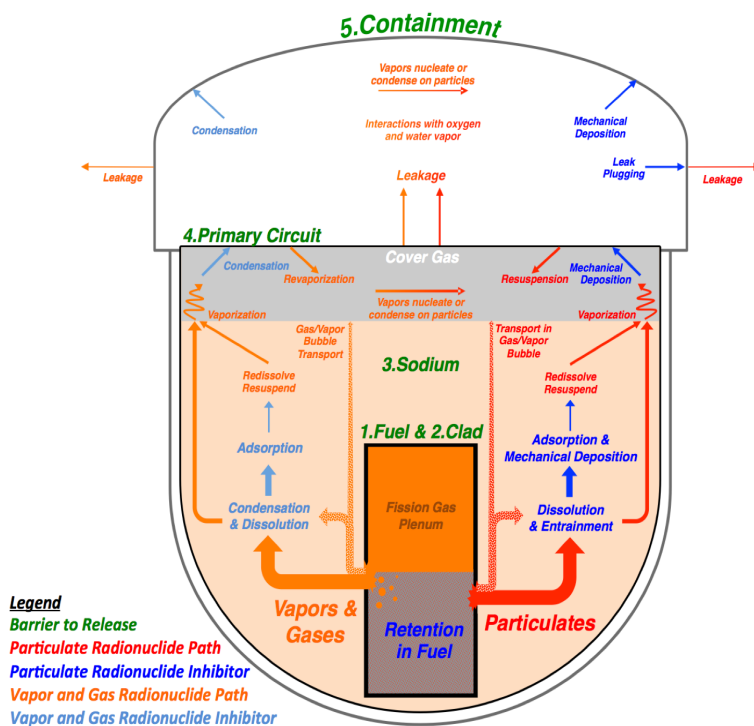 5.Containment
Vapors nucleate or
condense on particles
Condensation
Interactions with oxygen
and water vapor
Mechanical
Deposition
Leakage
Leak
Plugging
Leakage
Leakage
4.Primary Circuit
Cover Gas
Condensation
Revaporization
Resuspension
Mechanical
Deposition
Vapors nucleate or
condense on particles
Vaporization
Vaporization
Gas/Vapor
Bubble
Transport
Transport in
Gas/Vapor
Bubble
3.Sodium
Redissolve
Resuspend
Redissolve
Resuspend
1.Fuel & 2.Clad
Adsorption
Adsorption &
Mechanical Deposition
Condensation
& Dissolution
Fission Gas
Plenum
Dissolution
& Entrainment
Vapors &
Gases
Retention
in Fuel
Particulates
Legend
Barrier to Release
Particulate Radionuclide Path
Particulate Radionuclide Inhibitor
Vapor and Gas Radionuclide Path
Vapor and Gas Radionuclide Inhibitor